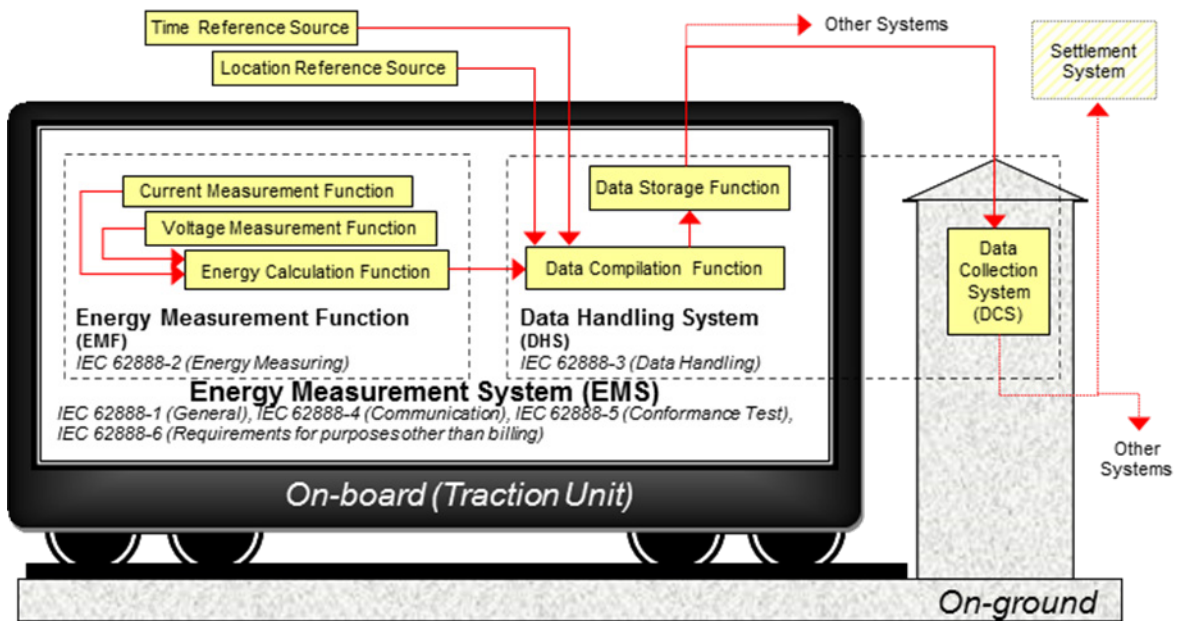 Time Reference Source
Location Reference Source
Other Systems
Settlement
System
Current Measurement Function
Voltage Measurement Function
Energy Calculation Function
Energy Measurement Function
(EMF)
IEC 62888-2 (Energy Measuring)
Data Storage Function
Data Compilation Function
Data Handling System
(DHS)
IEC 62888-3 (Data Handling)
Data
Collection
System
(DCS)
Energy Measurement System (EMS)
IEC 62888-1 (General), IEC 62888-4 (Communication), IEC 62888-5 (Conformance Test),
IEC 62888-6 (Requirements for purposes other than billing)
Other
Systems
On-board (Traction Unit)
On-ground